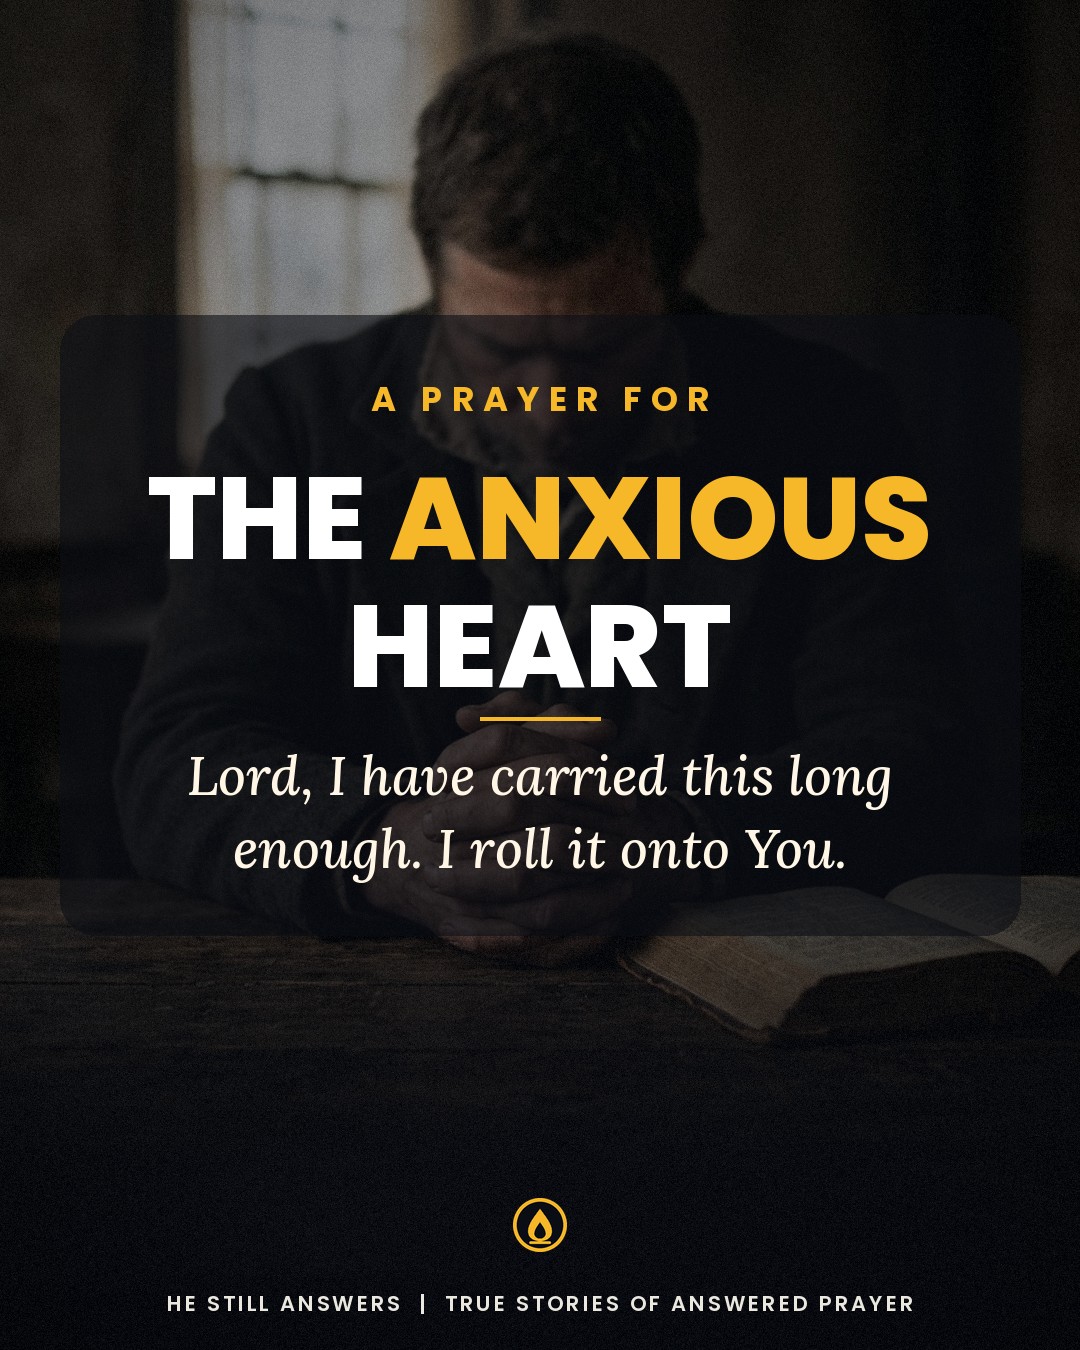 A PRAYER FOR
THE ANXIOUS
HEART
Lord, I have carried this long
enough. I roll it onto You.
HE STILL ANSWERS | TRUE STORIES OF ANSWERED PRAYER